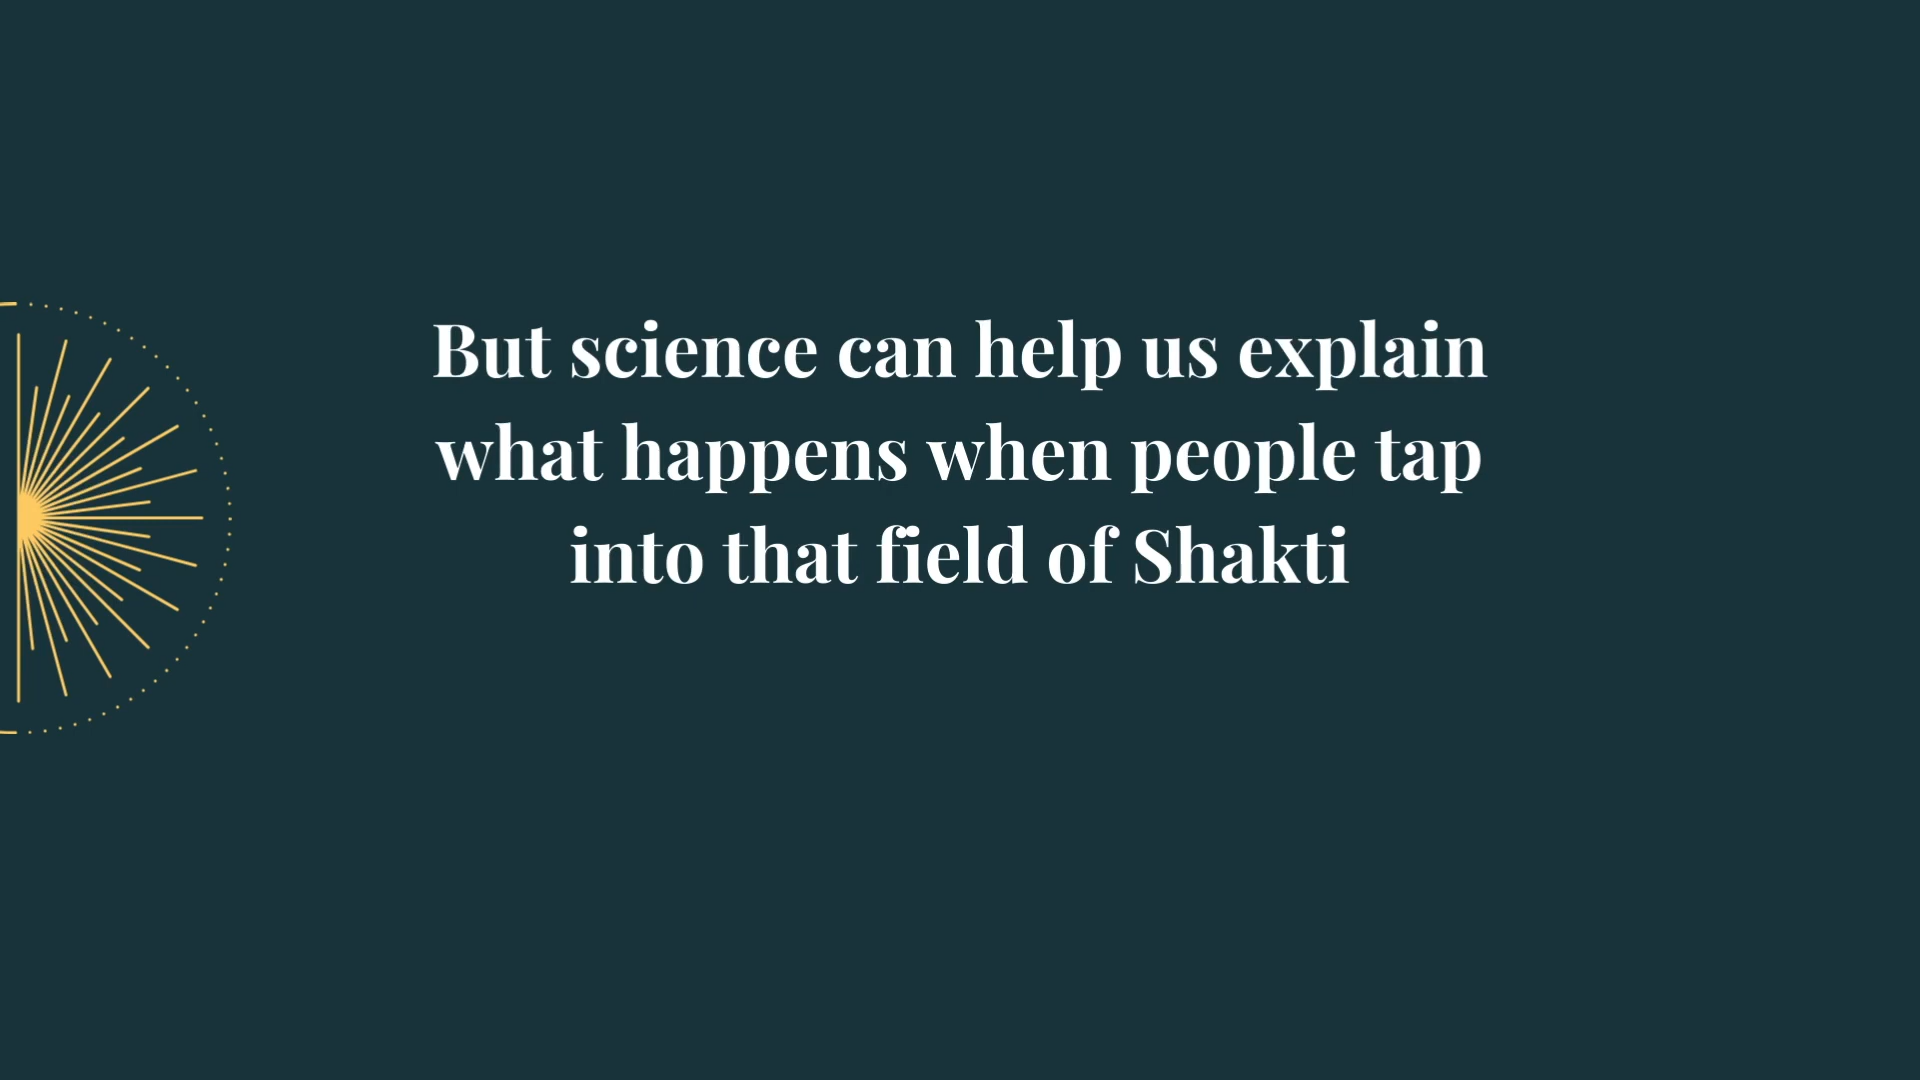 But science can help us explain
what happens when people tap
into that field of Shakti